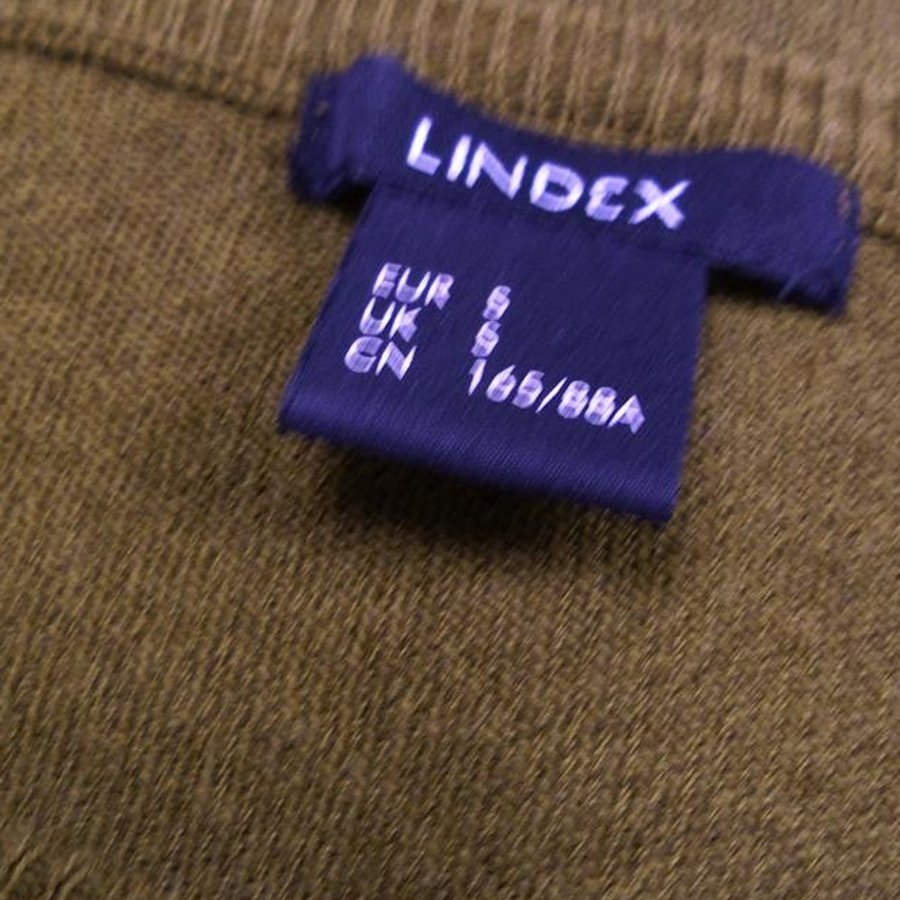 LINDEX
EUR S
UK S
CN 165/88A